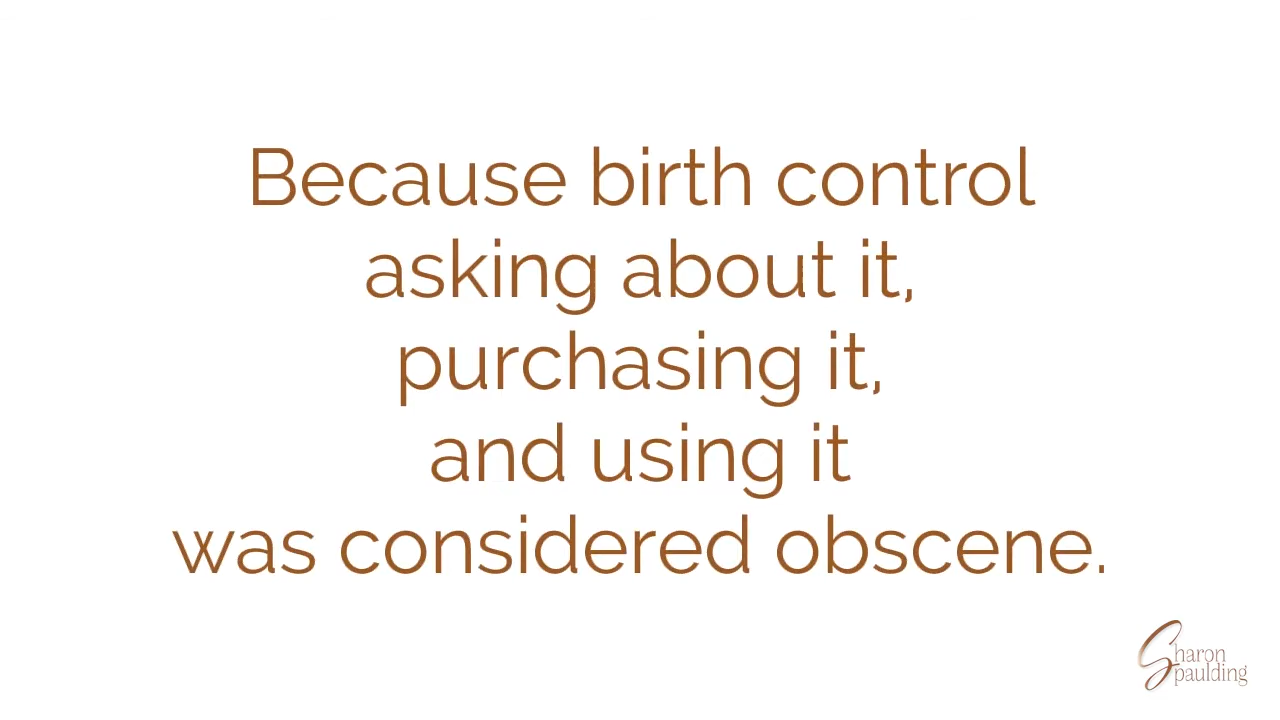 Because birth control
asking about it,
purchasing it,
and using it
was considered obscene.
Sharon
Spaulding